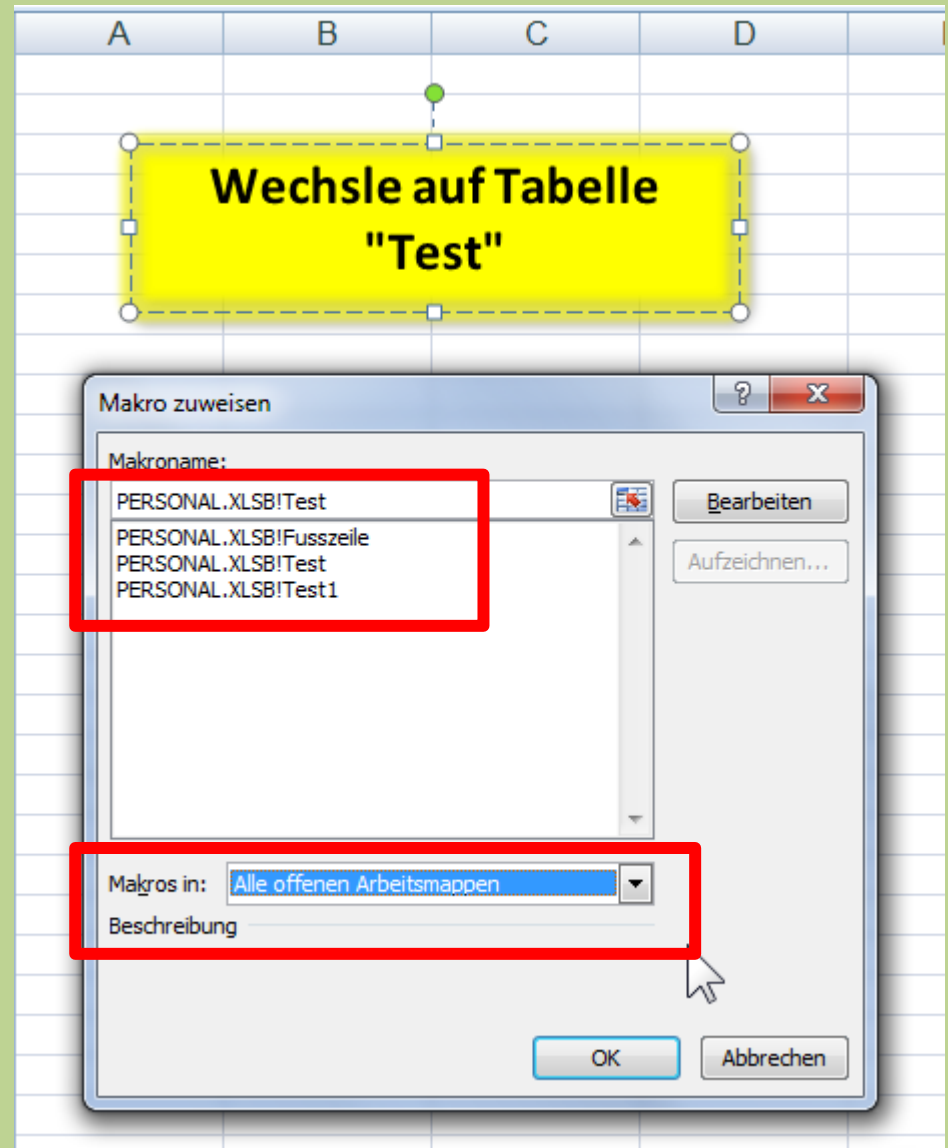 A B C D
Wechsle auf Tabelle
"Test"
Makro zuweisen
?
Makroname:
PERSONAL.XLSB!Test
Bearbeiten
PERSONAL.XLSB!Fusszeile
PERSONAL.XLSB!Test
PERSONAL.XLSB!Test1
Aufzeichnen...
Makros in: Alle offenen Arbeitsmappen
Beschreibung
OK
Abbrechen